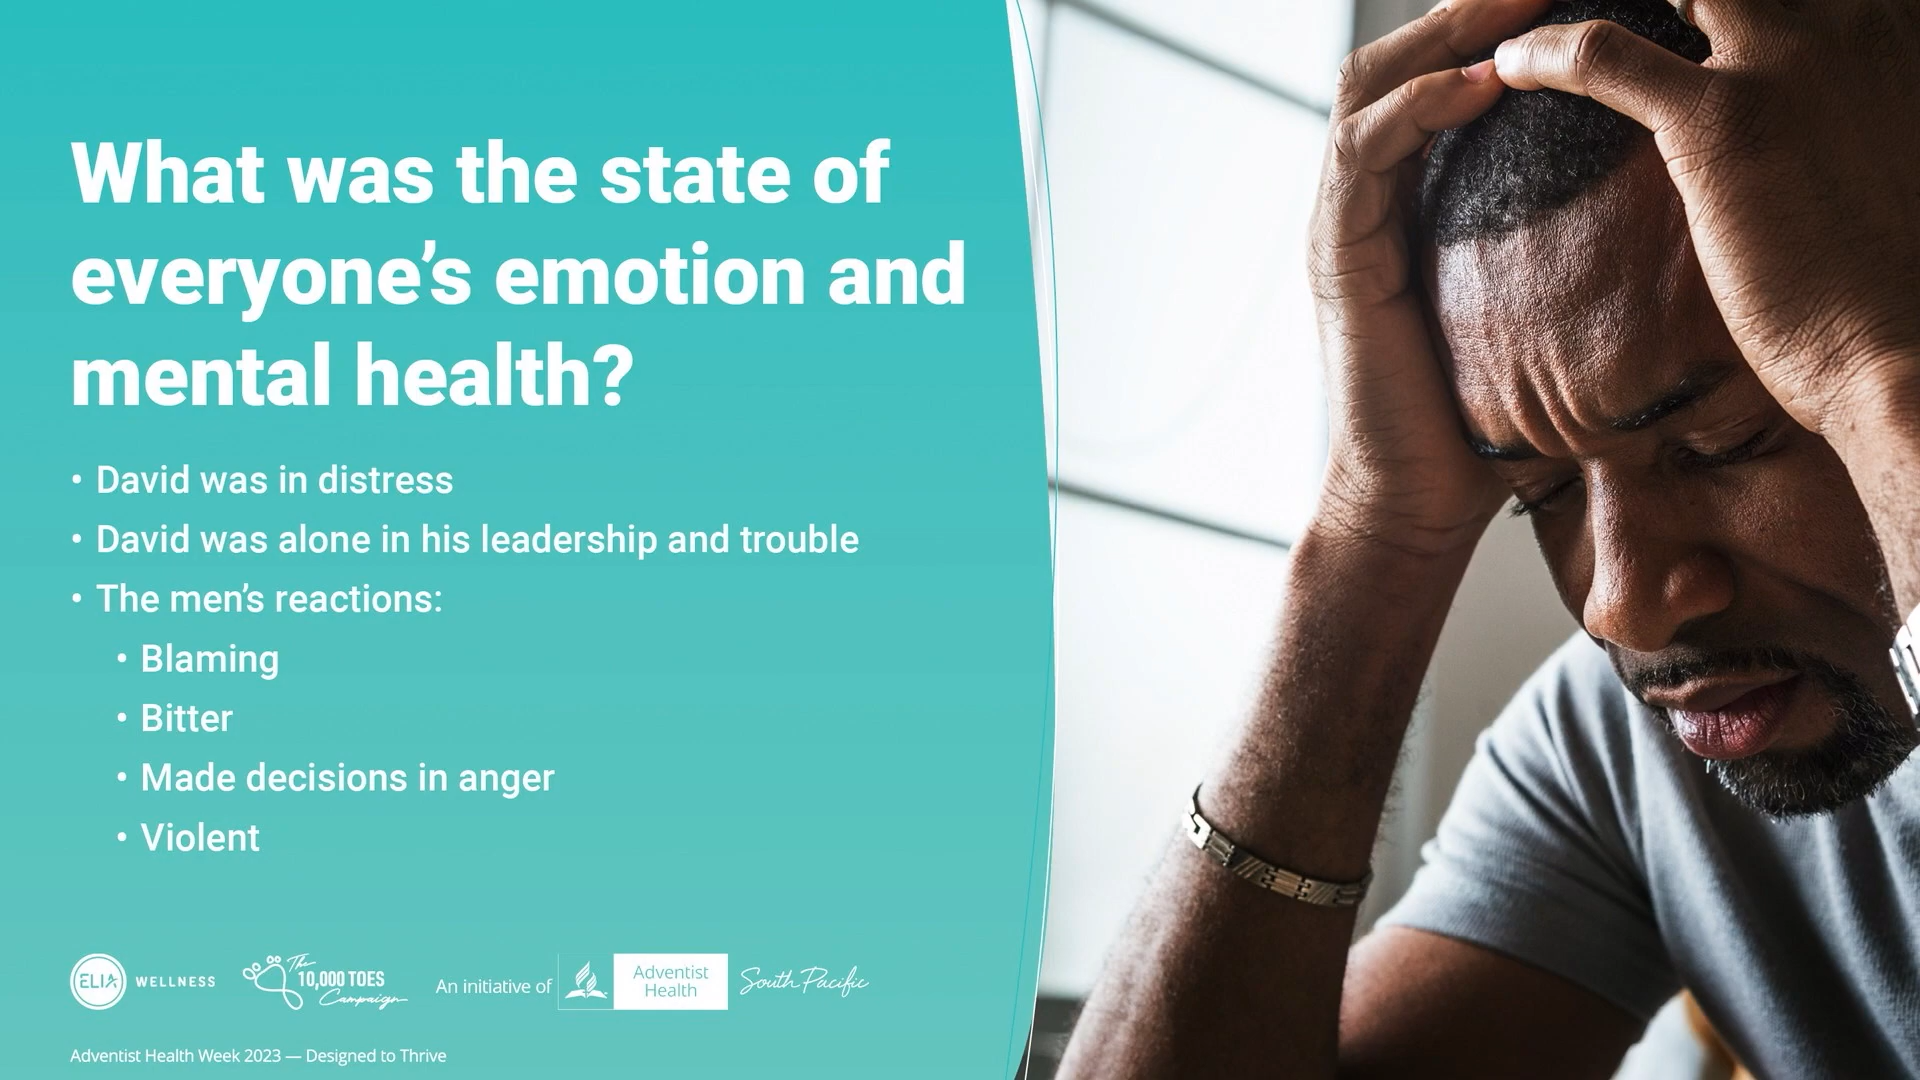 What was the state of
everyone’s emotion and
mental health?
• David was in distress
• David was alone in his leadership and trouble
• The men’s reactions:
• Blaming
• Bitter
• Made decisions in anger
• Violent
ELIA WELLNESS
The
10,000 TOES
Campaign
An initiative of
Adventist
Health
South Pacific
Adventist Health Week 2023 — Designed to Thrive